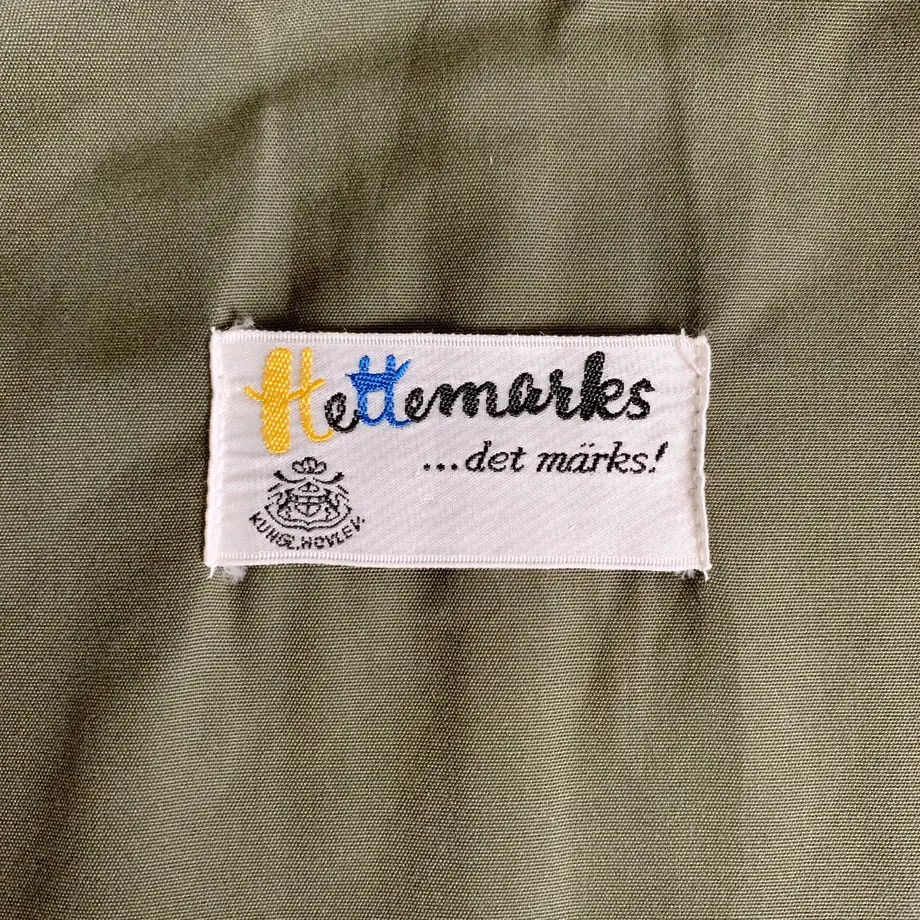 Hettemarks
...det märks!
KUNGL. HOVLEV.